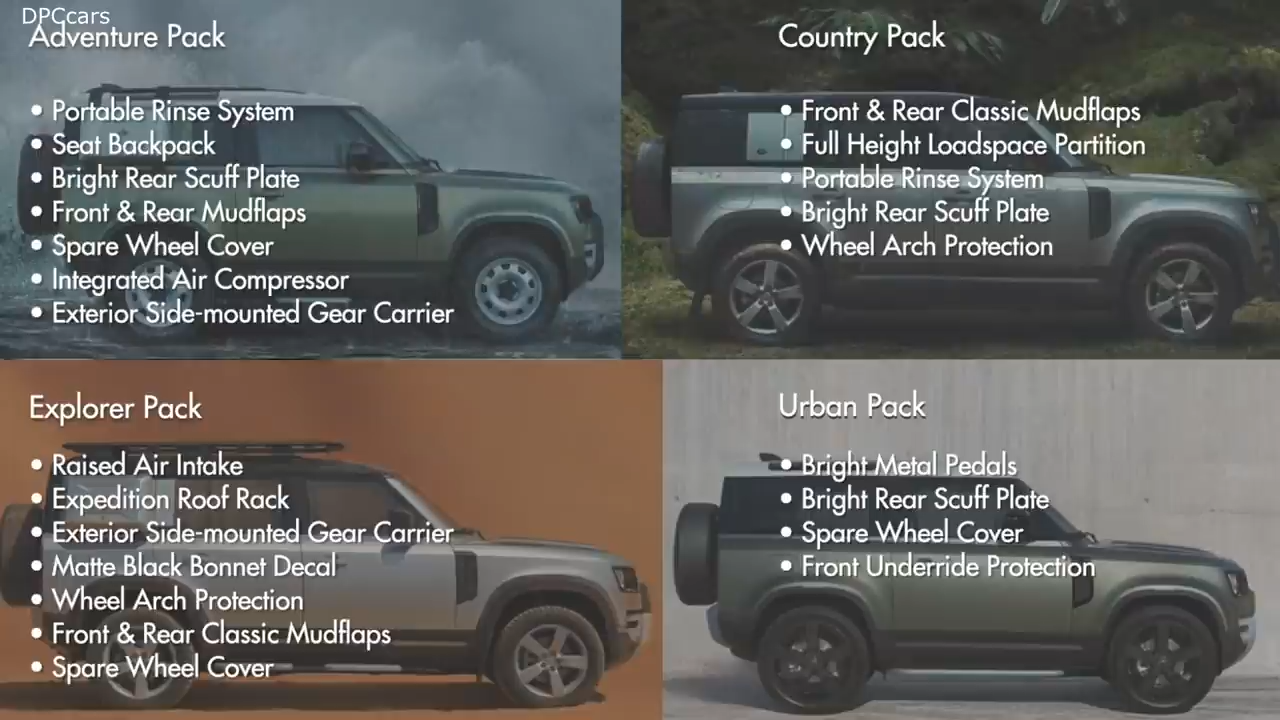 DPCcars
Adventure Pack
• Portable Rinse System
• Seat Backpack
• Bright Rear Scuff Plate
• Front & Rear Mudflaps
• Spare Wheel Cover
• Integrated Air Compressor
• Exterior Side-mounted Gear Carrier
Country Pack
• Front & Rear Classic Mudflaps
• Full Height Loadspace Partition
• Portable Rinse System
• Bright Rear Scuff Plate
• Wheel Arch Protection
Explorer Pack
• Raised Air Intake
• Expedition Roof Rack
• Exterior Side-mounted Gear Carrier
• Matte Black Bonnet Decal
• Wheel Arch Protection
• Front & Rear Classic Mudflaps
• Spare Wheel Cover
Urban Pack
• Bright Metal Pedals
• Bright Rear Scuff Plate
• Spare Wheel Cover
• Front Underride Protection